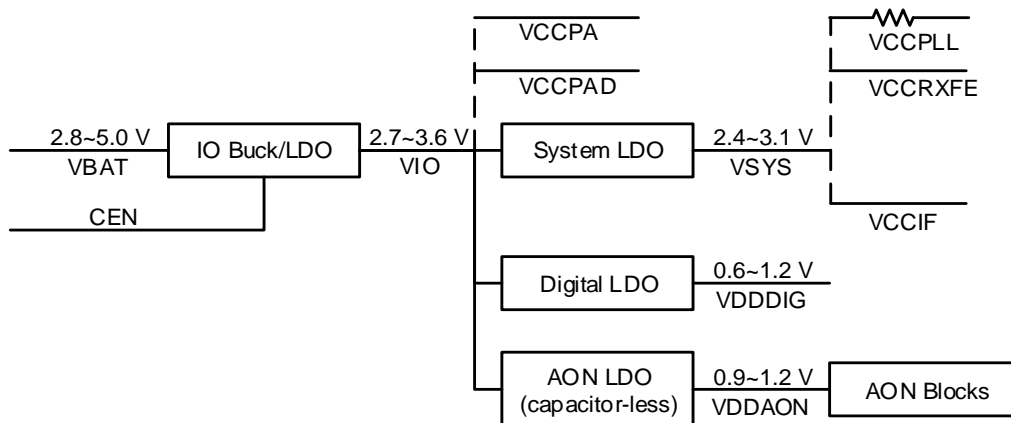 VCCPA
VCCPLL
VCCPAD
VCCRXFE
2.8~5.0 V
IO Buck/LDO
2.7~3.6 V
System LDO
2.4~3.1 V
VBAT
VIO
VSYS
CEN
VCCIF
Digital LDO
0.6~1.2 V
VDDDIG
AON LDO
(capacitor-less)
0.9~1.2 V
VDDAON
AON Blocks